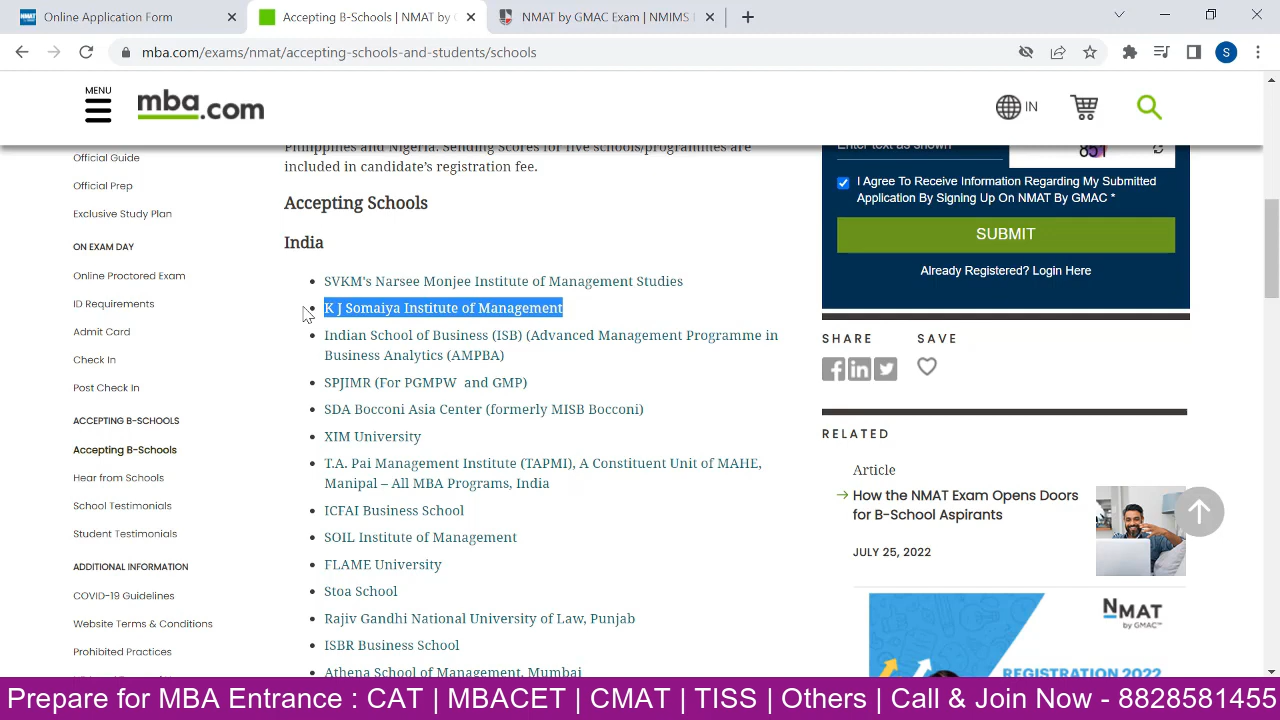 Online Application Form
Accepting B-Schools | NMAT by G
NMAT by GMAC Exam | NMIMS
mba.com/exams/nmat/accepting-schools-and-students/schools
S
MENU
mba.com
IN
Official Guide
Official Prep
Exclusive Study Plan
ON EXAM DAY
Online Proctored Exam
ID Requirements
Admit Card
Check In
Post Check In
ACCEPTING B-SCHOOLS
Accepting B-Schools
Hear from Schools
School Testimonials
Student Testimonials
ADDITIONAL INFORMATION
COVID-19 Guidelines
Website Terms & Conditions
Prohibited Practices
Philippines and Nigeria. Sending Scores for five schools/programmes are
included in candidate's registration fee.
Accepting Schools
India
SVKM's Narsee Monjee Institute of Management Studies
K J Somaiya Institute of Management
Indian School of Business (ISB) (Advanced Management Programme in
Business Analytics (AMPBA)
SPJIMR (For PGMPW and GMP)
SDA Bocconi Asia Center (formerly MISB Bocconi)
XIM University
T.A. Pai Management Institute (TAPMI), A Constituent Unit of MAHE,
Manipal – All MBA Programs, India
ICFAI Business School
SOIL Institute of Management
FLAME University
Stoa School
Rajiv Gandhi National University of Law, Punjab
ISBR Business School
Athena School of Management, Mumbai
Enter text as shown
I Agree To Receive Information Regarding My Submitted
Application By Signing Up On NMAT By GMAC *
SUBMIT
Already Registered? Login Here
SHARE
SAVE
RELATED
Article
How the NMAT Exam Opens Doors
for B-School Aspirants
JULY 25, 2022
NMAT
by GMAC™
REGISTRATION 2022
Prepare for MBA Entrance : CAT | MBACET | CMAT | TISS | Others | Call & Join Now - 8828581455